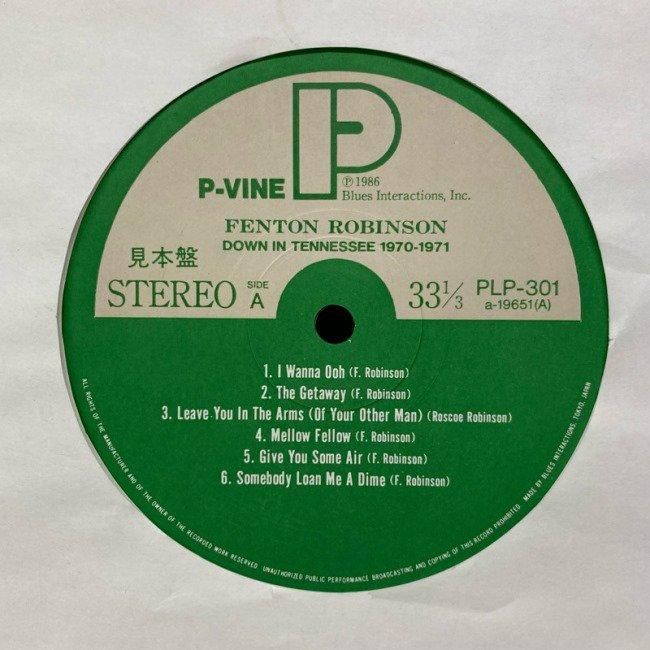 P
P-VINE
Ⓟ1986
Blues Interactions, Inc.
FENTON ROBINSON
DOWN IN TENNESSEE 1970-1971
見本盤
STEREO SIDE A 33⅓ PLP-301
a-19651(A)
1. I Wanna Ooh (F. Robinson)
2. The Getaway (F. Robinson)
3. Leave You In The Arms (Of Your Other Man) (Roscoe Robinson)
4. Mellow Fellow (F. Robinson)
5. Give You Some Air (F. Robinson)
6. Somebody Loan Me A Dime (F. Robinson)
ALL RIGHTS OF THE MANUFACTURER AND OF THE OWNER OF THE RECORDED WORK RESERVED. UNAUTHORIZED PUBLIC PERFORMANCE BROADCASTING AND COPYING OF THIS RECORD PROHIBITED. MADE BY BLUES INTERACTIONS, TOKYO, JAPAN